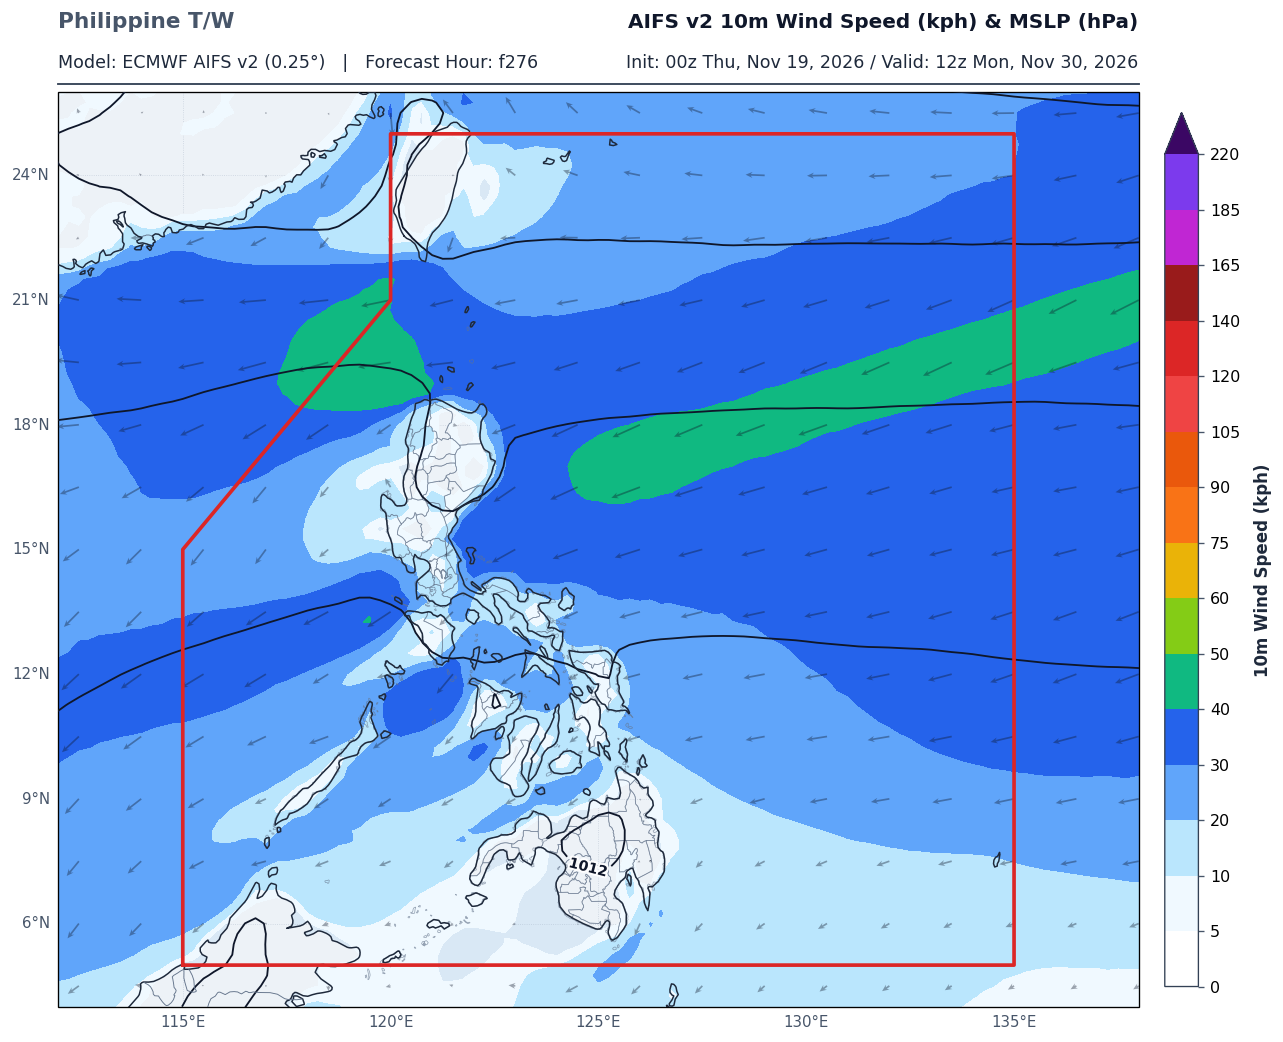 Philippine T/W
AIFS v2 10m Wind Speed (kph) & MSLP (hPa)
Model: ECMWF AIFS v2 (0.25°) | Forecast Hour: f276
Init: 00z Thu, Nov 19, 2026 / Valid: 12z Mon, Nov 30, 2026
24°N
21°N
18°N
15°N
12°N
9°N
6°N
1012
115°E
120°E
125°E
130°E
135°E
220
185
165
140
120
105
90
75
60
50
40
30
20
10
5
0
10m Wind Speed (kph)